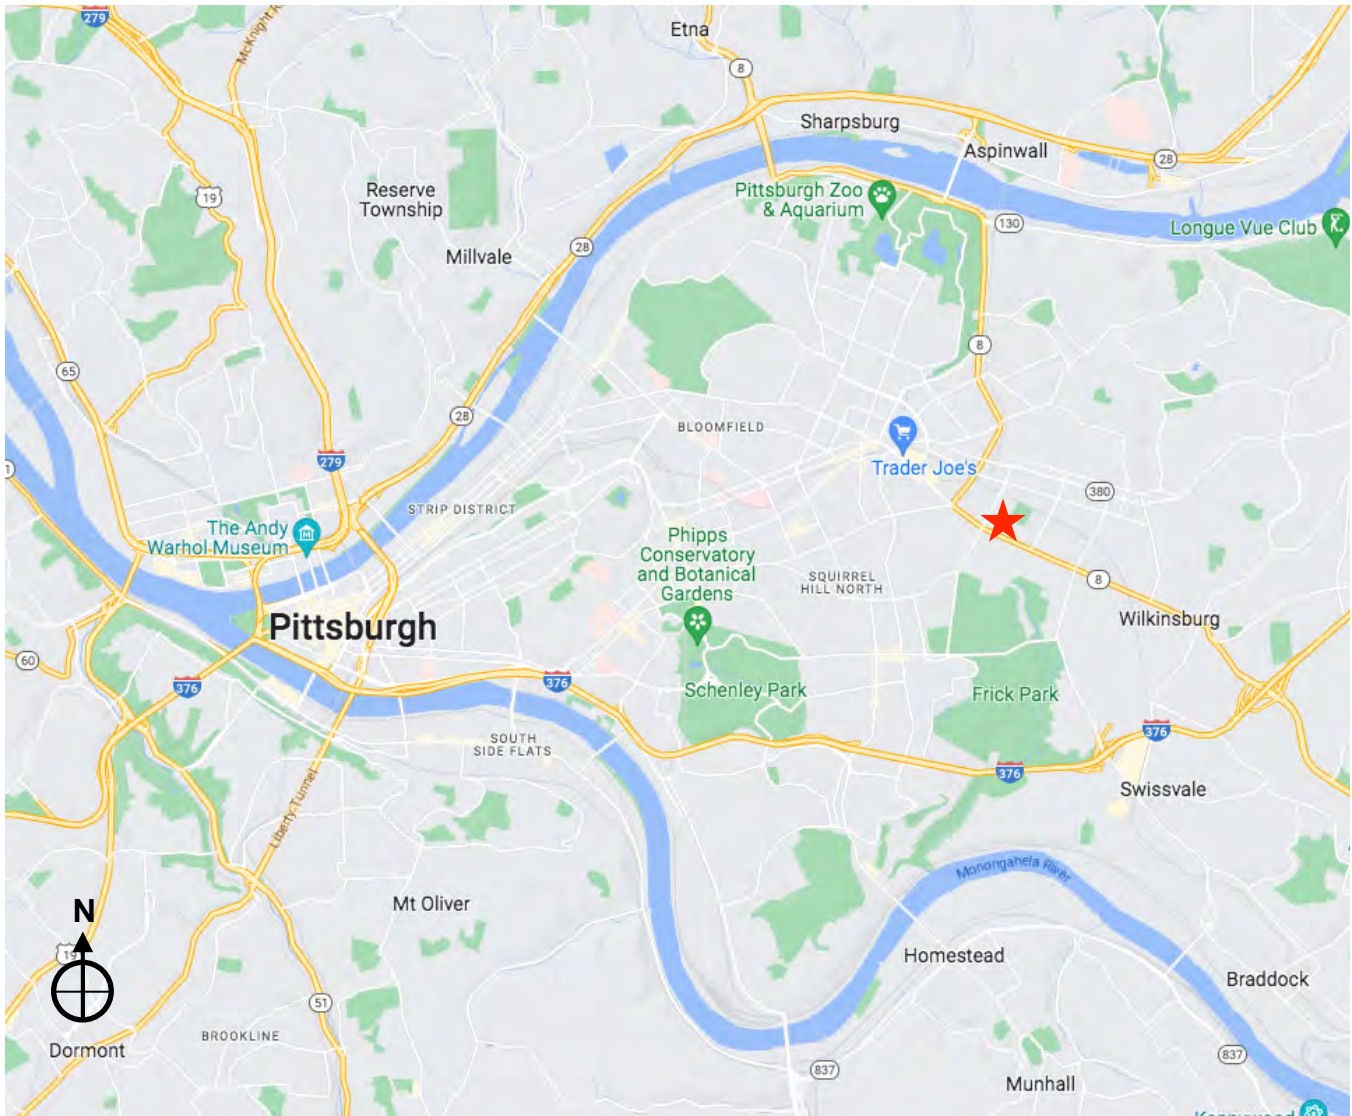 279
McKnight R
Etna
8
Sharpsburg
Aspinwall
28
19
Reserve
Township
Pittsburgh Zoo
& Aquarium
130
Longue Vue Club
28
Millvale
8
65
28
BLOOMFIELD
279
Trader Joe's
380
STRIP DISTRICT
The Andy
Warhol Museum
Phipps
Conservatory
and Botanical
Gardens
SQUIRREL
HILL NORTH
8
Wilkinsburg
Pittsburgh
60
376
376
Schenley Park
Frick Park
SOUTH
SIDE FLATS
376
376
Swissvale
Liberty Tunnel
Monongahela River
Mt Oliver
N
19
Homestead
Braddock
51
BROOKLINE
Dormont
837
837
Munhall
Kennywood